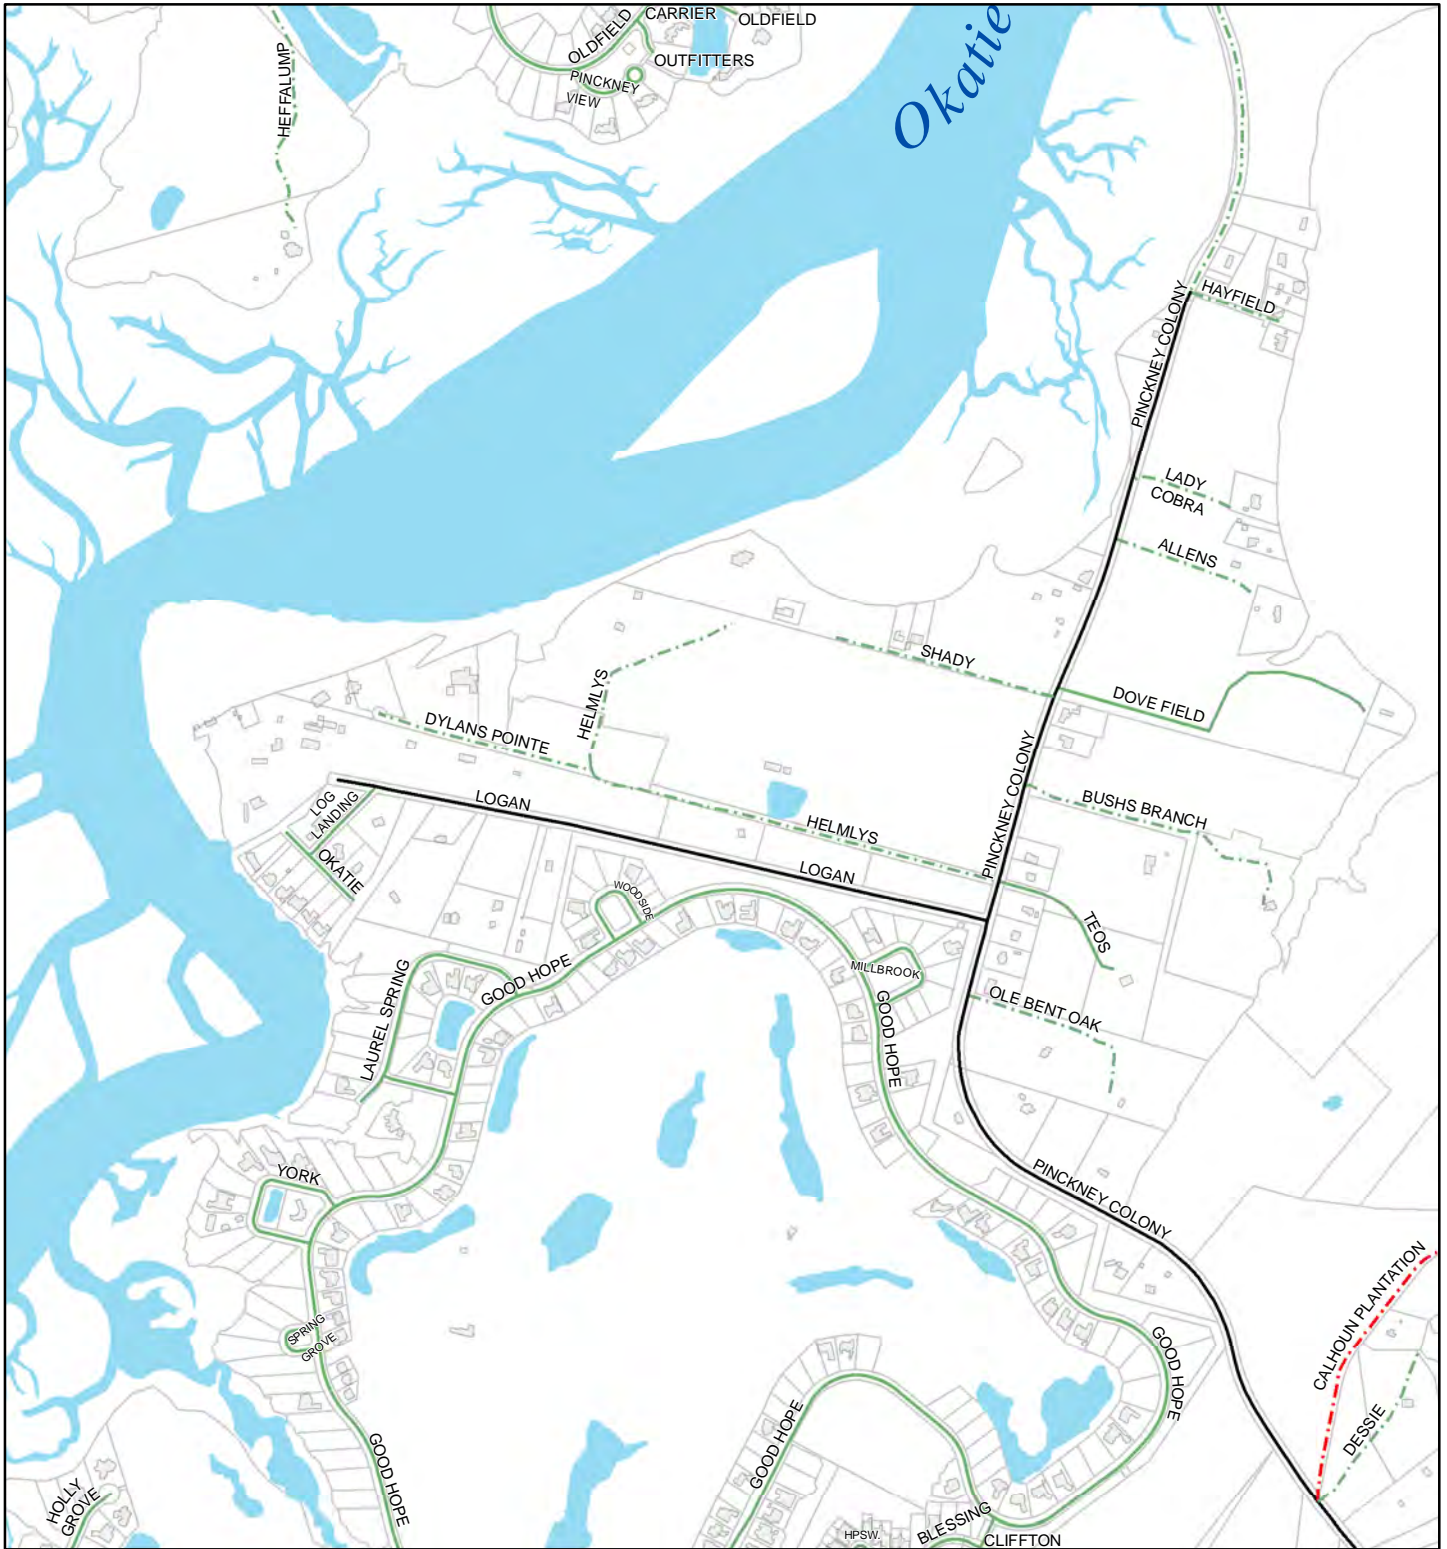 CARRIER
OLDFIELD
OLDFIELD
OUTFITTERS
PINCKNEY
VIEW
HEFFALUMP
Okatie
HAYFIELD
PINCKNEY COLONY
LADY
COBRA
ALLENS
SHADY
HELMLYS
DOVE FIELD
DYLANS POINTE
PINCKNEY COLONY
LOG
LANDING
LOGAN
BUSHS BRANCH
HELMLYS
OKATIE
LOGAN
WOODSIDE
TEOS
GOOD HOPE
MILLBROOK
LAUREL SPRING
OLE BENT OAK
GOOD HOPE
YORK
PINCKNEY COLONY
CALHOUN PLANTATION
SPRING
GROVE
GOOD HOPE
GOOD HOPE
DESSIE
GOOD HOPE
HOLLY
GROVE
BLESSING
HPSW.
CLIFFTON